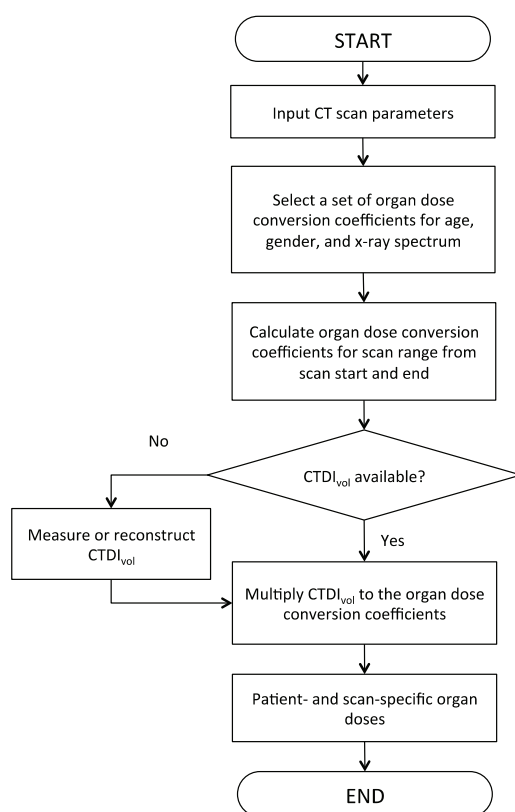 START
Input CT scan parameters
Select a set of organ dose
conversion coefficients for age,
gender, and x-ray spectrum
Calculate organ dose conversion
coefficients for scan range from
scan start and end
No
CTDIvol available?
Measure or reconstruct
CTDIvol
Yes
Multiply CTDIvol to the organ dose
conversion coefficients
Patient- and scan-specific organ
doses
END